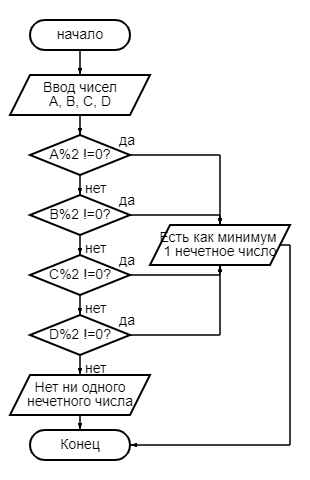 начало
Ввод чисел
A, B, C, D
да
A%2 !=0?
нет
да
B%2 !=0?
Есть как минимум
1 нечетное число
нет
да
C%2 !=0?
нет
да
D%2 !=0?
нет
Нет ни одного
нечетного числа
Конец